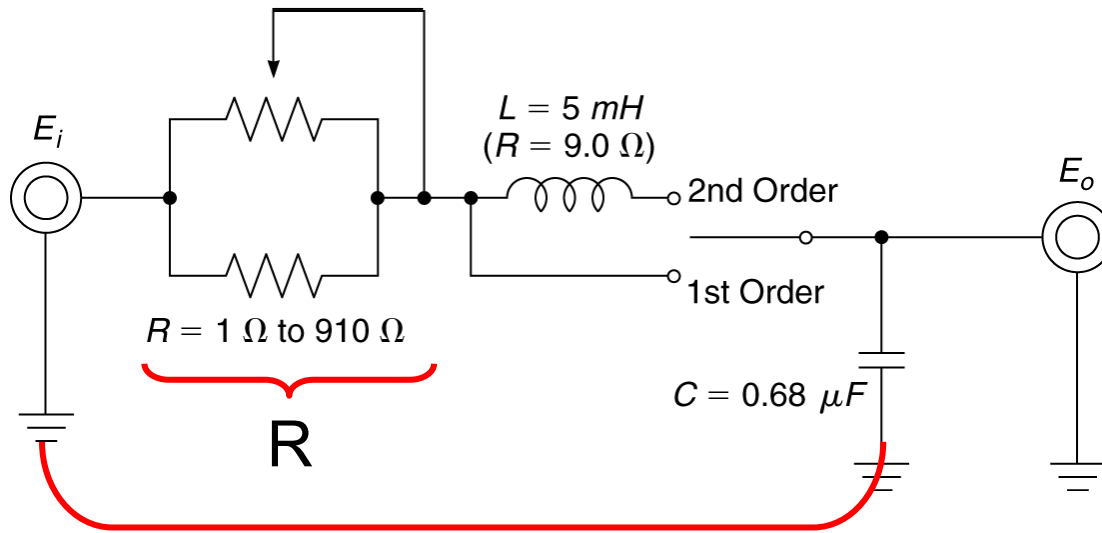 E_i
L = 5 mH
(R = 9.0 Ω)
2nd Order
E_o
1st Order
R = 1 Ω to 910 Ω
C = 0.68 μF
R